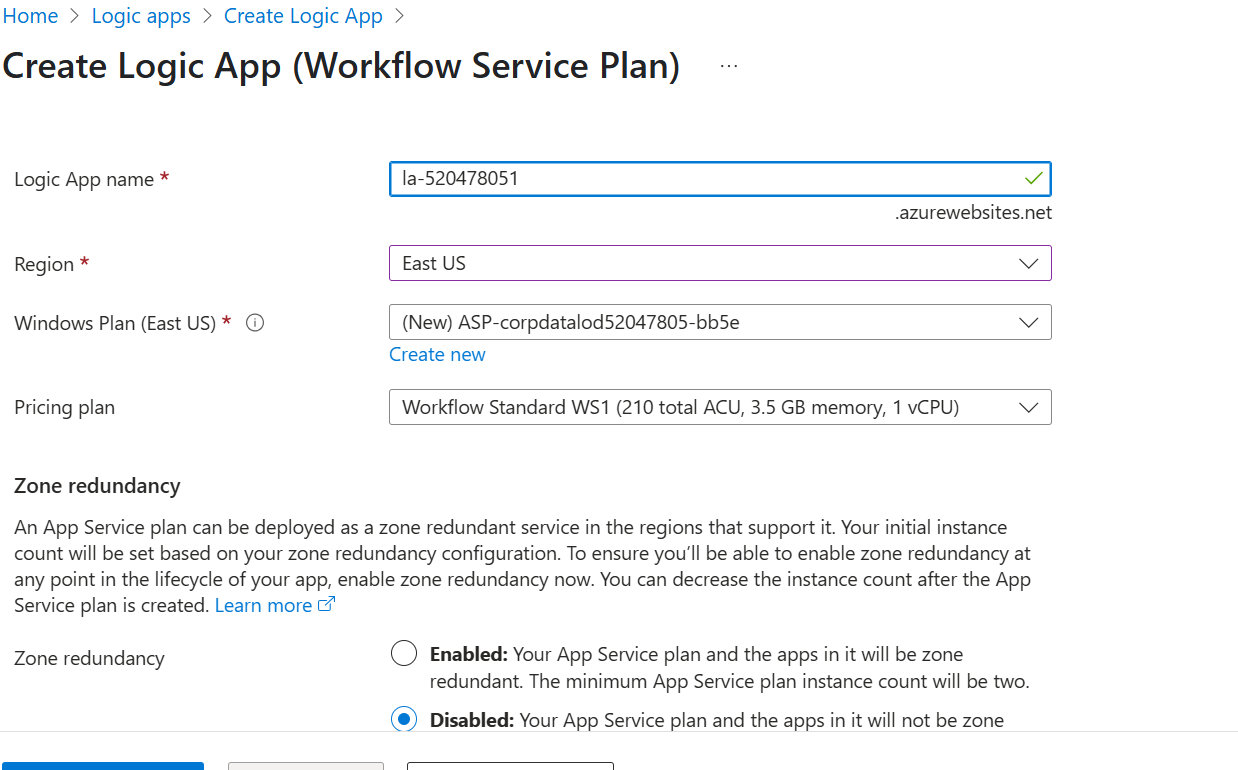 Home > Logic apps > Create Logic App >
Create Logic App (Workflow Service Plan) ...
Logic App name * la-520478051
.azurewebsites.net
Region * East US
Windows Plan (East US) * (New) ASP-corpdatalod52047805-bb5e
Create new
Pricing plan Workflow Standard WS1 (210 total ACU, 3.5 GB memory, 1 vCPU)
Zone redundancy
An App Service plan can be deployed as a zone redundant service in the regions that support it. Your initial instance
count will be set based on your zone redundancy configuration. To ensure you'll be able to enable zone redundancy at
any point in the lifecycle of your app, enable zone redundancy now. You can decrease the instance count after the App
Service plan is created. Learn more
Zone redundancy Enabled: Your App Service plan and the apps in it will be zone
redundant. The minimum App Service plan instance count will be two.
Disabled: Your App Service plan and the apps in it will not be zone